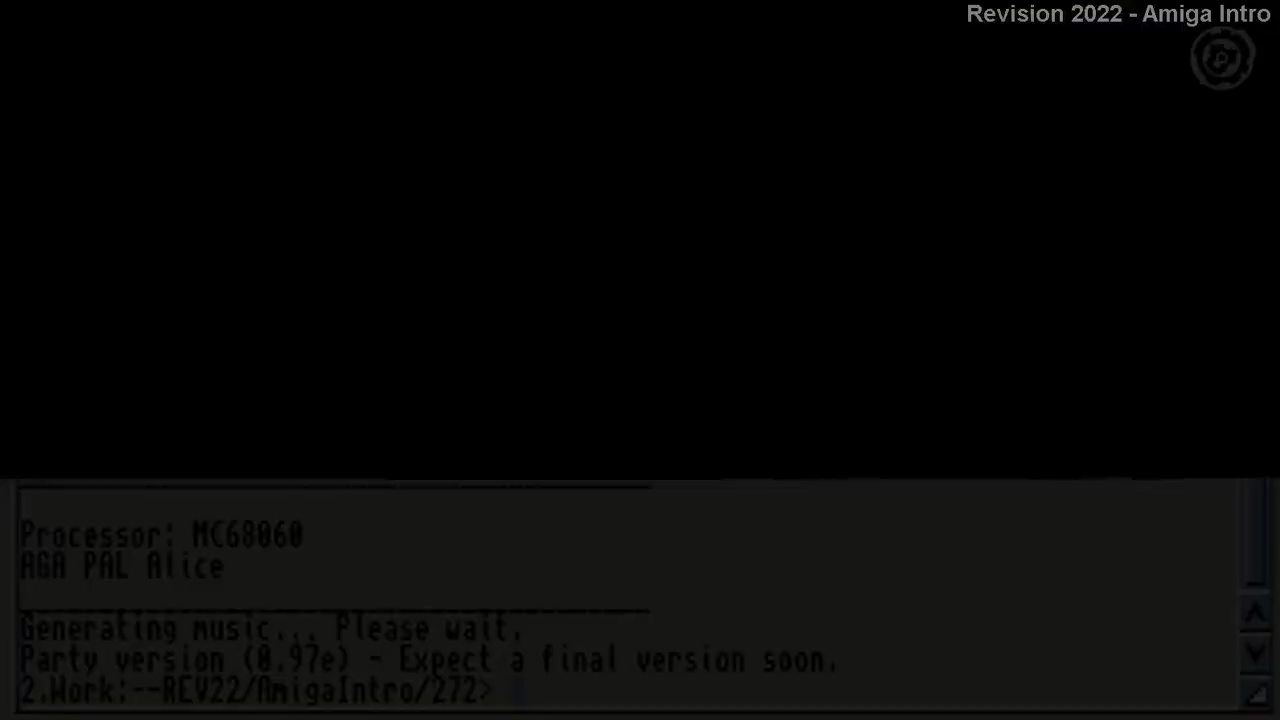 Revision 2022 - Amiga Intro
Processor: MC68060
AGA PAL Alice
Generating music... Please wait.
Party version (0.97e) - Expect a final version soon.
2.Work:--REV22/AmigaIntro/272>